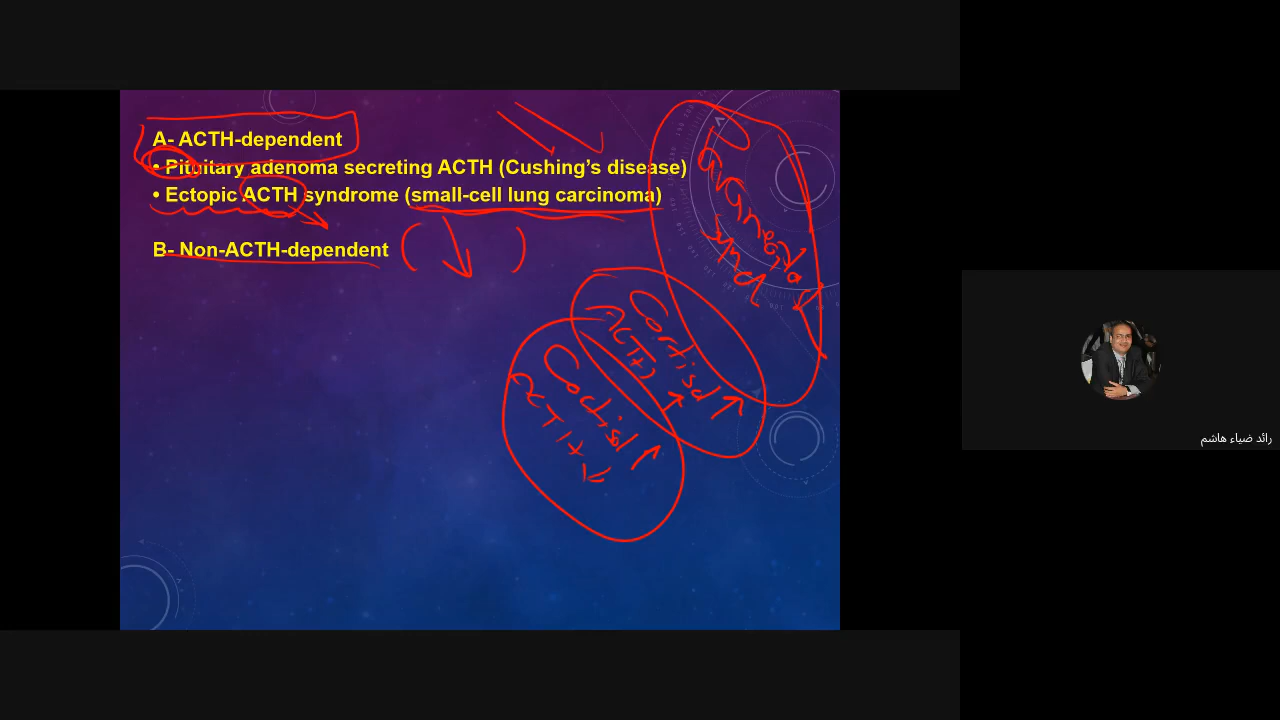 A- ACTH-dependent
• Pituitary adenoma secreting ACTH (Cushing’s disease)
• Ectopic ACTH syndrome (small-cell lung carcinoma)
B- Non-ACTH-dependent
Cortisol ↑
ACTH
Cortisol ↑
رائد ضياء هاشم